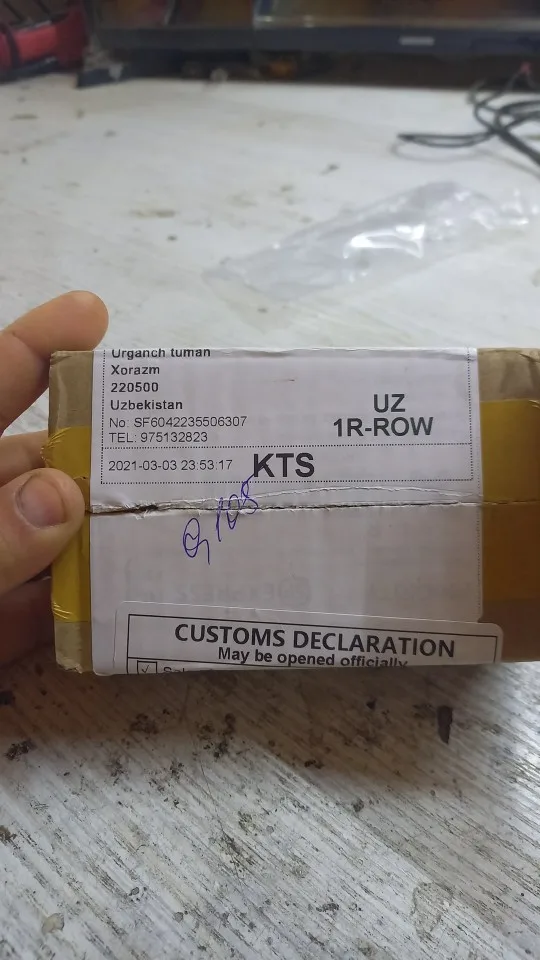 Urganch tuman
Xorazm
220500
Uzbekistan
No: SF6042235506307
TEL: 975132823
UZ
1R-ROW
2021-03-03 23:53:17 KTS
CUSTOMS DECLARATION
May be opened officially